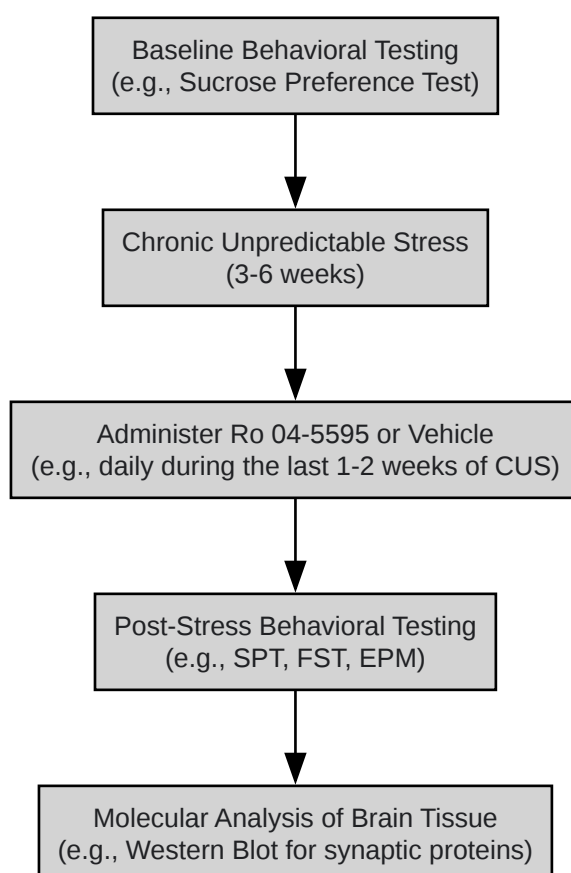 Baseline Behavioral Testing
(e.g., Sucrose Preference Test)
Chronic Unpredictable Stress
(3-6 weeks)
Administer Ro 04-5595 or Vehicle
(e.g., daily during the last 1-2 weeks of CUS)
Post-Stress Behavioral Testing
(e.g., SPT, FST, EPM)
Molecular Analysis of Brain Tissue
(e.g., Western Blot for synaptic proteins)